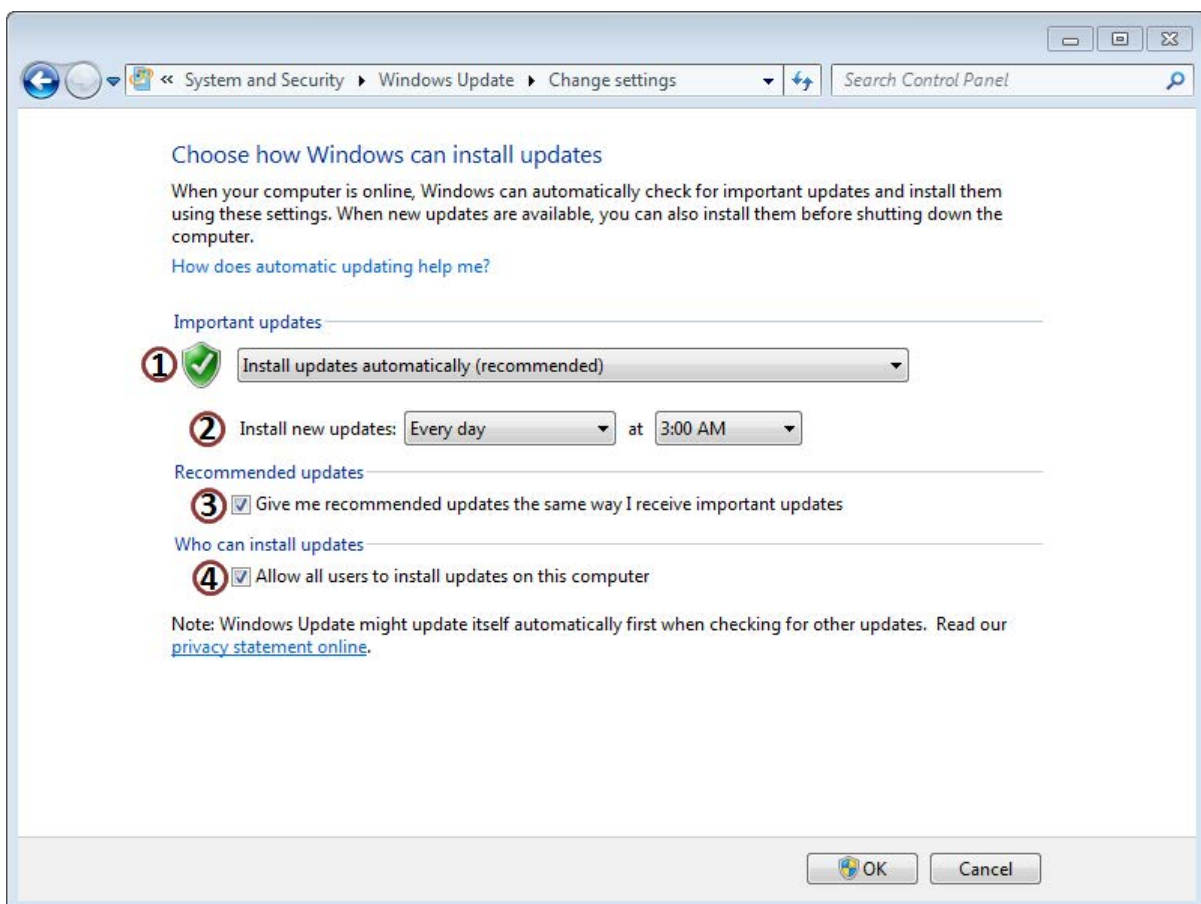 « System and Security ▸ Windows Update ▸ Change settings
Search Control Panel
Choose how Windows can install updates
When your computer is online, Windows can automatically check for important updates and install them
using these settings. When new updates are available, you can also install them before shutting down the
computer.
How does automatic updating help me?
Important updates
1 Install updates automatically (recommended)
2 Install new updates: Every day at 3:00 AM
Recommended updates
3 Give me recommended updates the same way I receive important updates
Who can install updates
4 Allow all users to install updates on this computer
Note: Windows Update might update itself automatically first when checking for other updates. Read our
privacy statement online.
OK Cancel